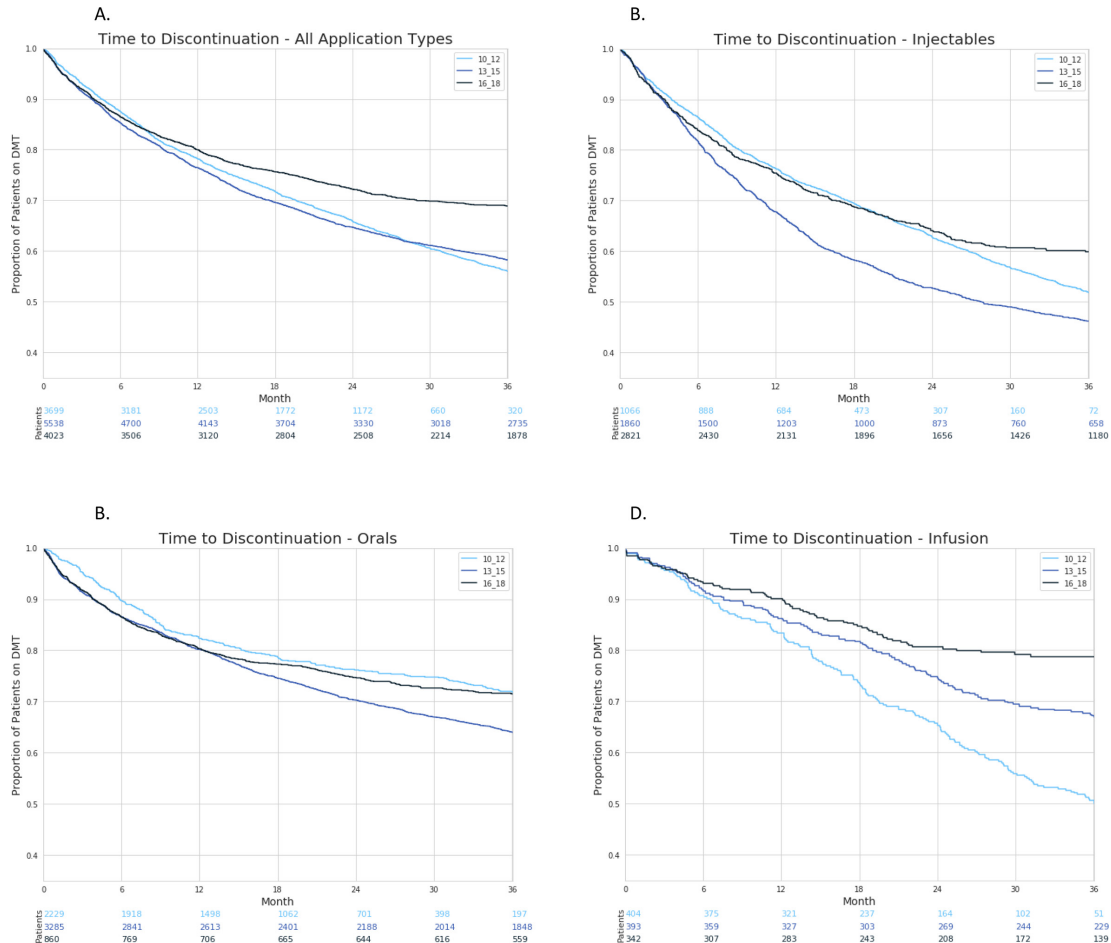 A.
Time to Discontinuation - All Application Types
10_12
13_15
16_18
Proportion of Patients on DMT
1.0
0.9
0.8
0.7
0.6
0.5
0.4
0 6 12 18 24 30 36
Month
Patients
3699 3181 2503 1772 1172 660 320
5538 4700 4143 3704 3330 3018 2735
4023 3506 3120 2804 2508 2214 1878
B.
Time to Discontinuation - Injectables
10_12
13_15
16_18
Proportion of Patients on DMT
1.0
0.9
0.8
0.7
0.6
0.5
0.4
0 6 12 18 24 30 36
Month
Patients
1066 888 684 473 307 160 72
1860 1500 1203 1000 873 760 658
2821 2430 2131 1896 1656 1426 1180
B.
Time to Discontinuation - Orals
10_12
13_15
16_18
Proportion of Patients on DMT
1.0
0.9
0.8
0.7
0.6
0.5
0.4
0 6 12 18 24 30 36
Month
Patients
2229 1918 1498 1062 701 398 197
3285 2841 2613 2401 2188 2014 1848
860 769 706 665 644 616 559
D.
Time to Discontinuation - Infusion
10_12
13_15
16_18
Proportion of Patients on DMT
1.0
0.9
0.8
0.7
0.6
0.5
0.4
0 6 12 18 24 30 36
Month
Patients
404 375 321 237 164 102 51
393 359 327 303 269 244 229
342 307 283 243 208 172 139